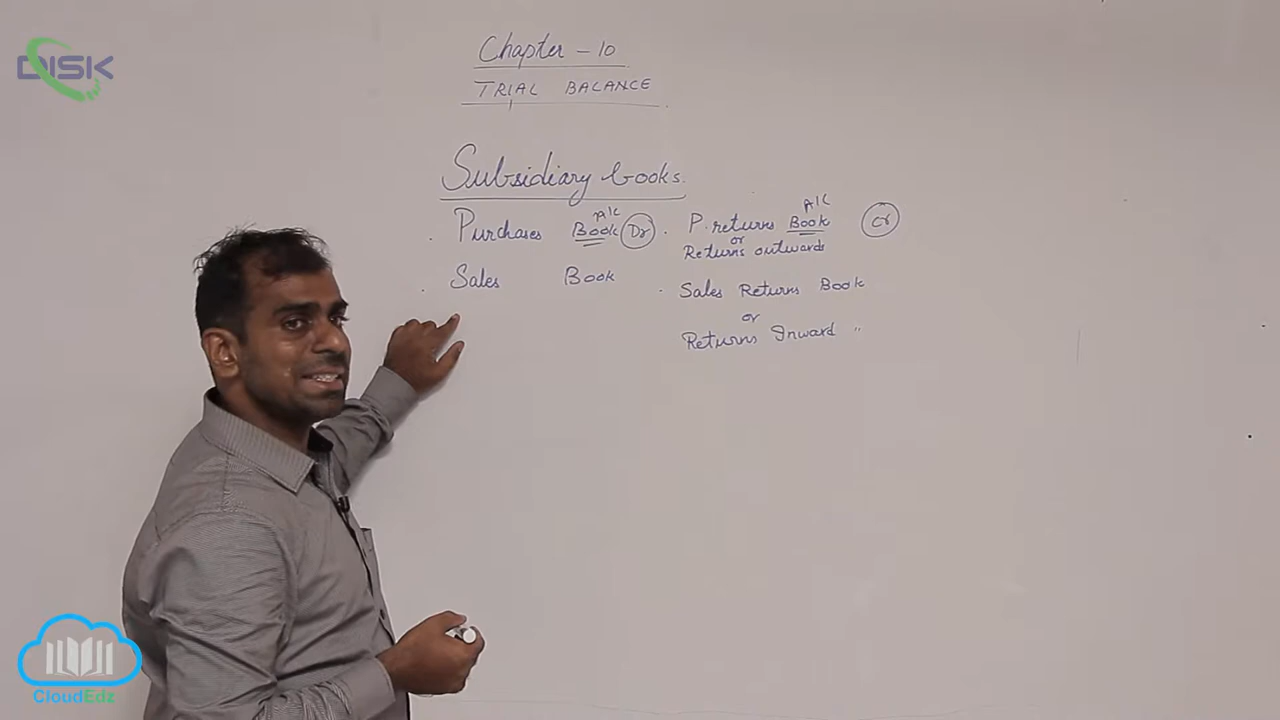 DISK
Chapter - 10
TRIAL BALANCE
Subsidiary books.
A/C
Purchases Book Dr
A/C
P. returns Book Cr
or
Returns outwards
Sales Book
Sales Returns Book
or
Returns Inward "
CloudEdz